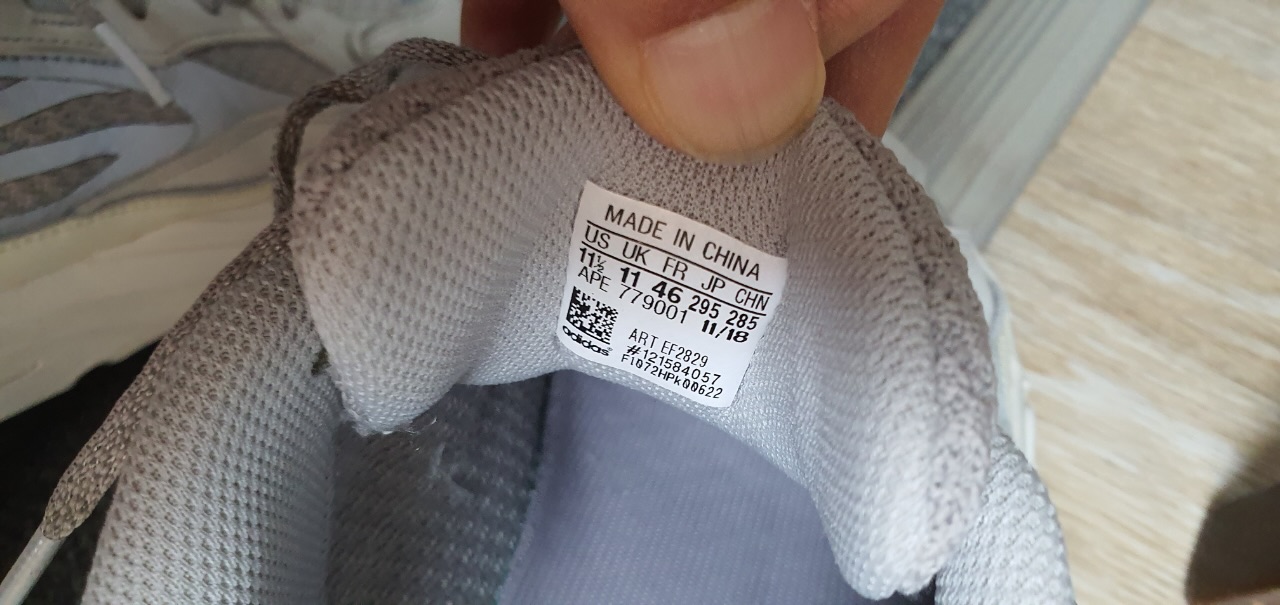 MADE IN CHINA
US UK FR JP CHN
11½ 11 46 295 285
APE 779001 11/18
ART EF2829
#121584057
F1072HPk00622
adidas